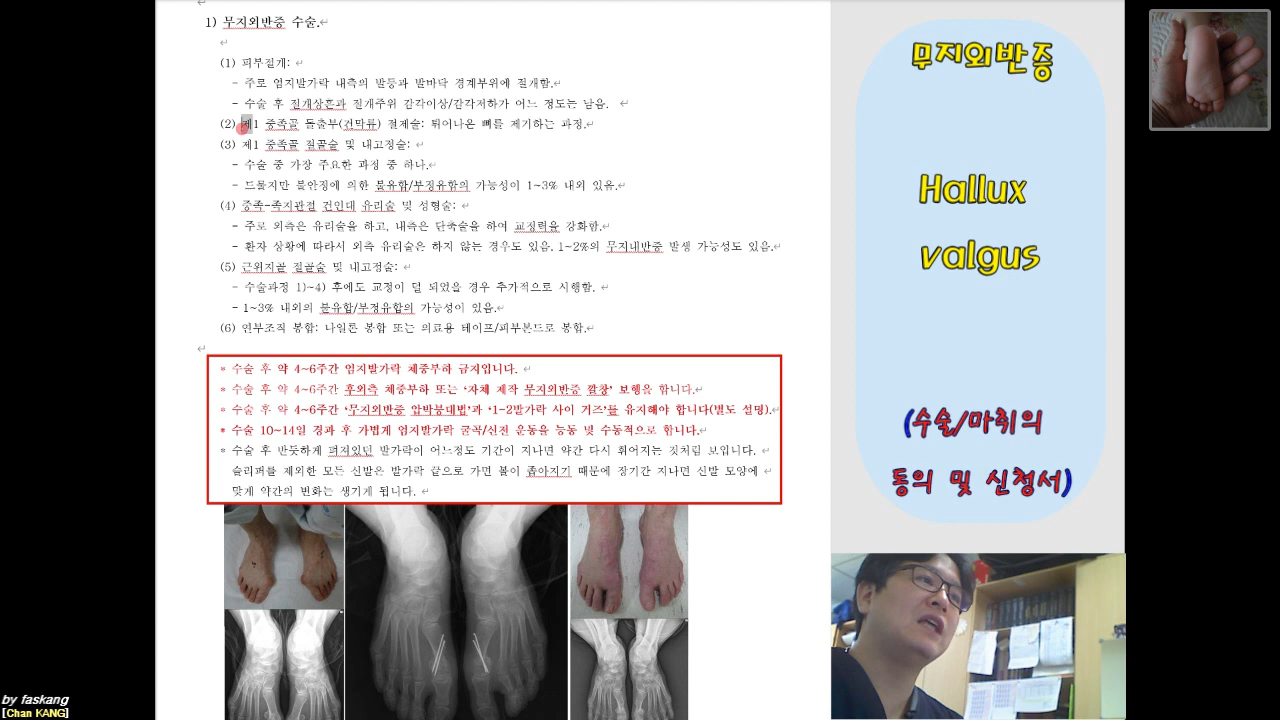 1) 무지외반증 수술.
(1) 피부절개:
- 주로 엄지발가락 내측의 발등과 발바닥 경계부위에 절개함.
- 수술 후 절개상흔과 절개주위 감각이상/감각저하가 어느 정도는 남음.
(2) 제1 중족골 돌출부(건막류) 절제술: 튀어나온 뼈를 제거하는 과정.
(3) 제1 중족골 절골술 및 내고정술:
- 수술 중 가장 주요한 과정 중 하나.
- 드물지만 불안정에 의한 불유합/부정유합의 가능성이 1~3% 내외 있음.
(4) 중족-족지관절 건인대 유리술 및 성형술:
- 주로 외측은 유리술을 하고, 내측은 단축술을 하여 교정력을 강화함.
- 환자 상황에 따라서 외측 유리술은 하지 않는 경우도 있음. 1~2%의 무지내반증 발생 가능성도 있음.
(5) 근위지골 절골술 및 내고정술:
- 수술과정 1)~4) 후에도 교정이 덜 되었을 경우 추가적으로 시행함.
- 1~3% 내외의 불유합/부정유합의 가능성이 있음.
(6) 연부조직 봉합: 나일론 봉합 또는 의료용 테이프/피부본드로 봉합.
* 수술 후 약 4~6주간 엄지발가락 체중부하 금지입니다.
* 수술 후 약 4~6주간 후외측 체중부하 또는 '자체 제작 무지외반증 깔창' 보행을 합니다.
* 수술 후 약 4~6주간 '무지외반증 압박붕대법'과 '1-2발가락 사이 거즈'를 유지해야 합니다(별도 설명).
* 수술 10~14일 경과 후 가볍게 엄지발가락 굴곡/신전 운동을 능동 및 수동적으로 합니다.
* 수술 후 반듯하게 펴져있던 발가락이 어느정도 기간이 지나면 약간 다시 휘어지는 것처럼 보입니다.
슬리퍼를 제외한 모든 신발은 발가락 끝으로 가면 볼이 좁아지기 때문에 장기간 지나면 신발 모양에
맞게 약간의 변화는 생기게 됩니다.
무지외반증
Hallux
valgus
(수술/마취의
동의 및 신청서)
by faskang
[Chan KANG]